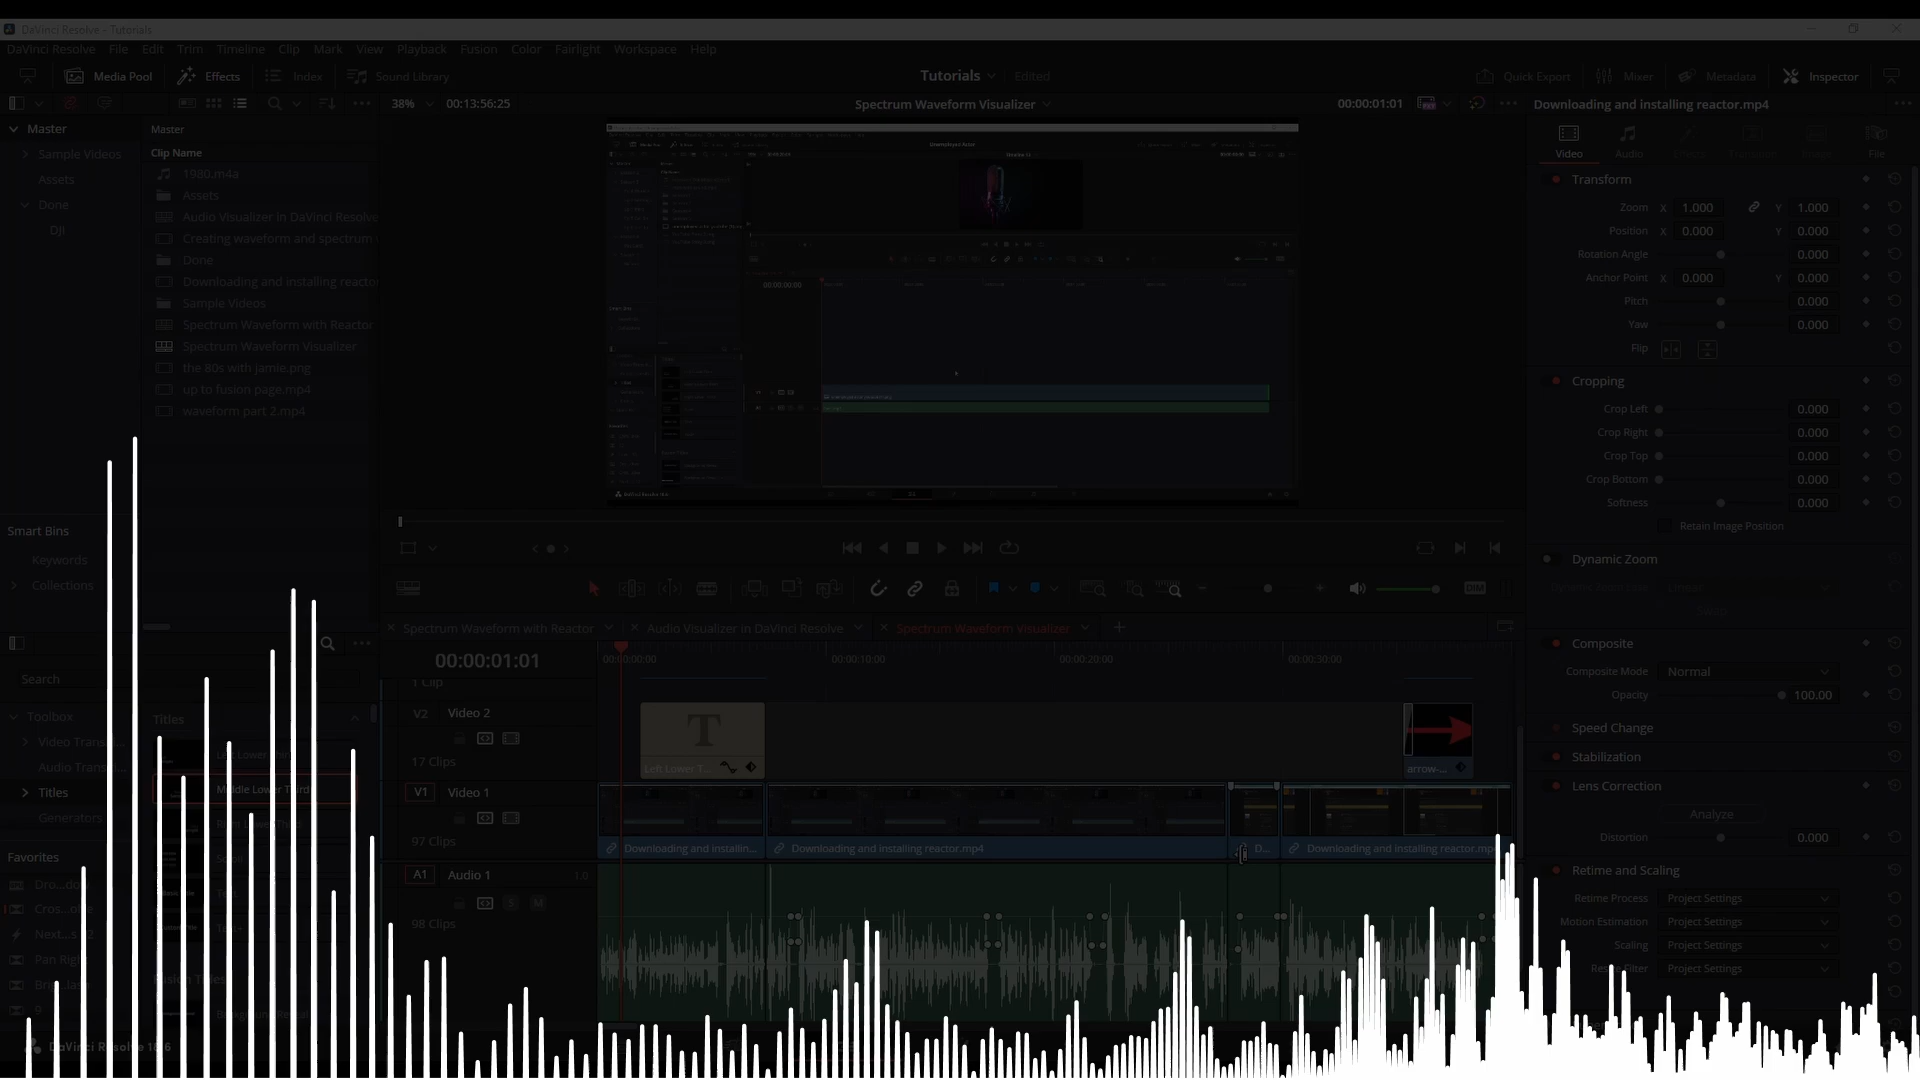 DaVinci Resolve - Tutorials
DaVinci Resolve File Edit Trim Timeline Clip Mark View Playback Fusion Color Fairlight Workspace Help
Media Pool Effects Index Sound Library Tutorials Edited Quick Export Mixer Metadata Inspector
38% 00:13:56:25 Spectrum Waveform Visualizer 00:00:01:01 Downloading and installing reactor.mp4
Master
Sample Videos
Assets
Done
DJI
Master
Clip Name
1980.m4a
Assets
Audio Visualizer in DaVinci Resolve
Creating waveform and spectrum
Done
Downloading and installing reactor
Sample Videos
Spectrum Waveform with Reactor
Spectrum Waveform Visualizer
the 80s with jamie.png
up to fusion page.mp4
waveform part 2.mp4
Smart Bins
Keywords
Collections
Video Audio File
Transform
Zoom X 1.000 Y 1.000
Position X 0.000 Y 0.000
Rotation Angle 0.000
Anchor Point X 0.000 Y 0.000
Pitch 0.000
Yaw 0.000
Flip
Cropping
Crop Left 0.000
Crop Right 0.000
Crop Top 0.000
Crop Bottom 0.000
Softness 0.000
Retain Image Position
Dynamic Zoom
Linear
Swap
Composite
Composite Mode Normal
Opacity 100.00
Speed Change
Stabilization
Lens Correction
Analyze
Distortion 0.000
Retime and Scaling
Retime Process Project Settings
Motion Estimation Project Settings
Scaling Project Settings
Project Settings
DIM
Spectrum Waveform with Reactor Audio Visualizer in DaVinci Resolve Spectrum Waveform Visualizer
00:00:01:01 00:00:00:00 00:00:10:00 00:00:20:00 00:00:30:00
1 Clip
V2 Video 2
17 Clips
T
Left Lower T... arrow-...
V1 Video 1
97 Clips
Downloading and installin... Downloading and installing reactor.mp4 D... Downloading and installing reactor.mp4
A1 Audio 1 1.0
S M
98 Clips
Search
Toolbox
Video Transi...
Audio Transi...
Titles
Generators
Titles
Middle Lower Third
Favorites
Pan Right
DaVinci Resolve 18.6